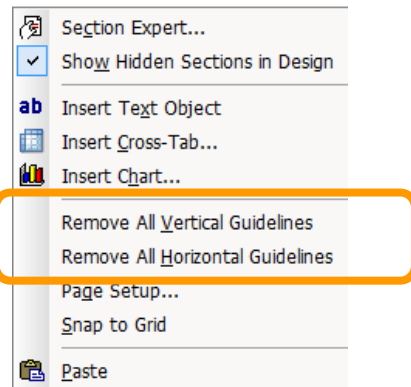 Section Expert...
Show Hidden Sections in Design
ab Insert Text Object
Insert Cross-Tab...
Insert Chart...
Remove All Vertical Guidelines
Remove All Horizontal Guidelines
Page Setup...
Snap to Grid
Paste